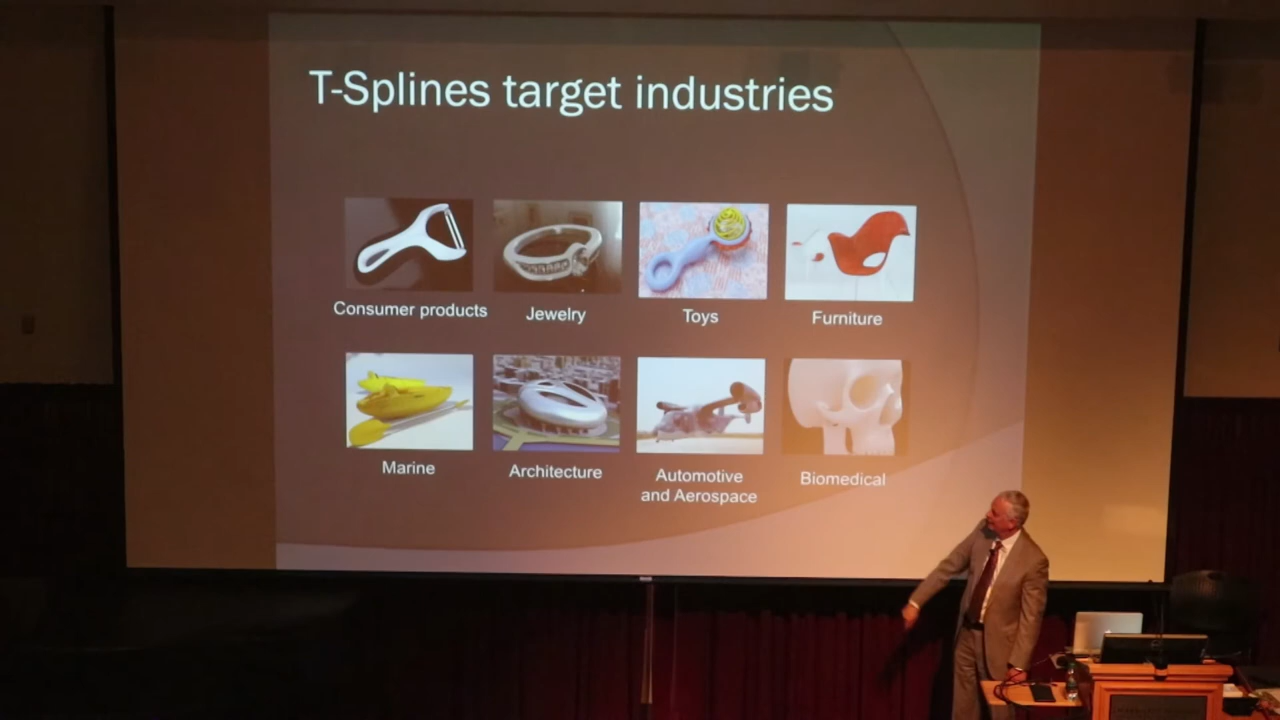 T-Splines target industries
Consumer products
Jewelry
Toys
Furniture
Marine
Architecture
Automotive
and Aerospace
Biomedical